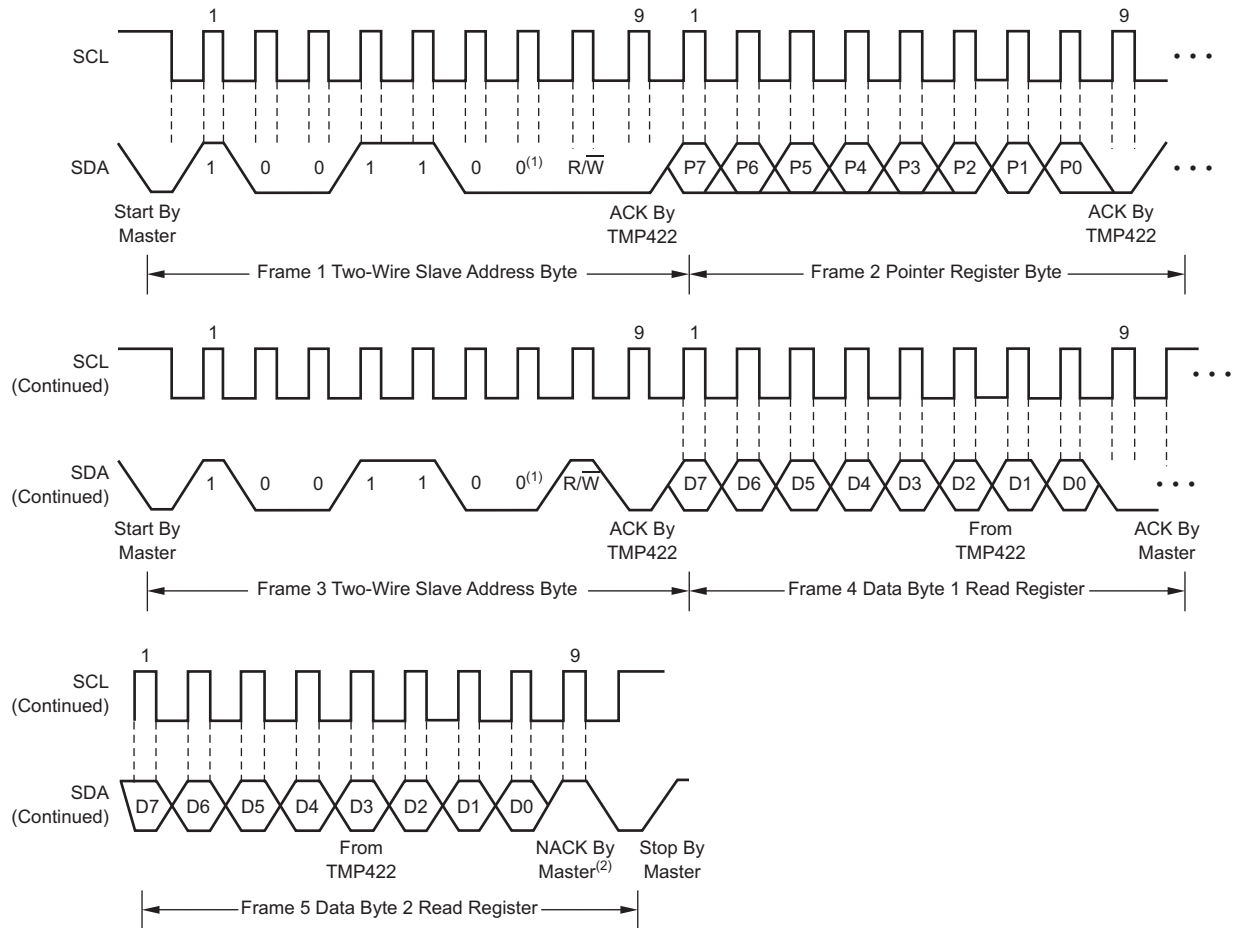 1 9 1 9
SCL
• • •
SDA
1 0 0 1 1 0 0(1) R/W̅ P7 P6 P5 P4 P3 P2 P1 P0
• • •
Start By
Master
ACK By
TMP422
ACK By
TMP422
Frame 1 Two-Wire Slave Address Byte
Frame 2 Pointer Register Byte
1 9 1 9
SCL
(Continued)
• • •
SDA
(Continued)
1 0 0 1 1 0 0(1) R/W̅ D7 D6 D5 D4 D3 D2 D1 D0
• • •
Start By
Master
ACK By
TMP422
From
TMP422
ACK By
Master
Frame 3 Two-Wire Slave Address Byte
Frame 4 Data Byte 1 Read Register
1 9
SCL
(Continued)
SDA
(Continued)
D7 D6 D5 D4 D3 D2 D1 D0
From
TMP422
NACK By
Master(2)
Stop By
Master
Frame 5 Data Byte 2 Read Register